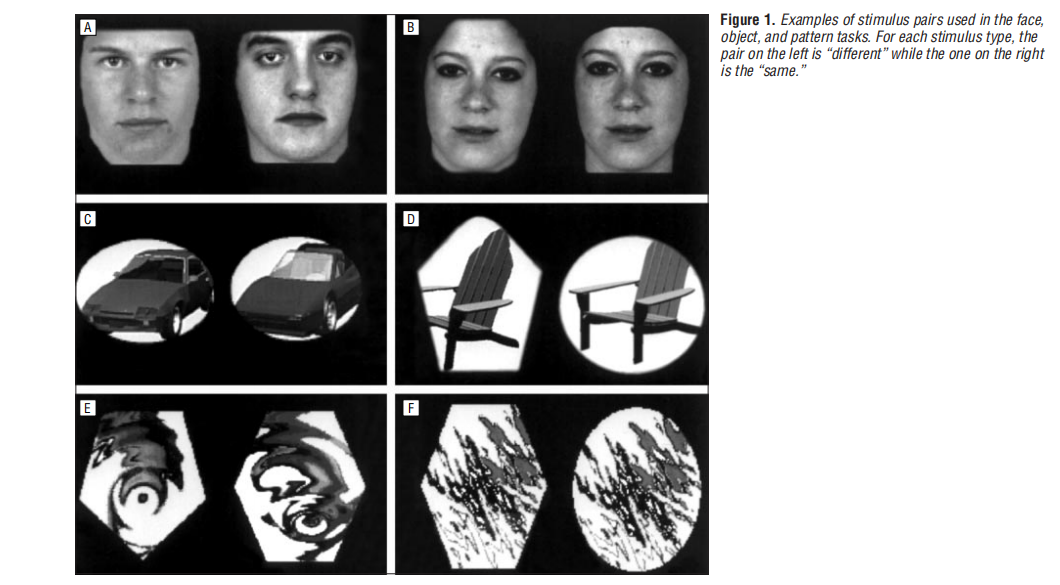 A
B
Figure 1. Examples of stimulus pairs used in the face,
object, and pattern tasks. For each stimulus type, the
pair on the left is “different” while the one on the right
is the “same.”
C
D
E
F